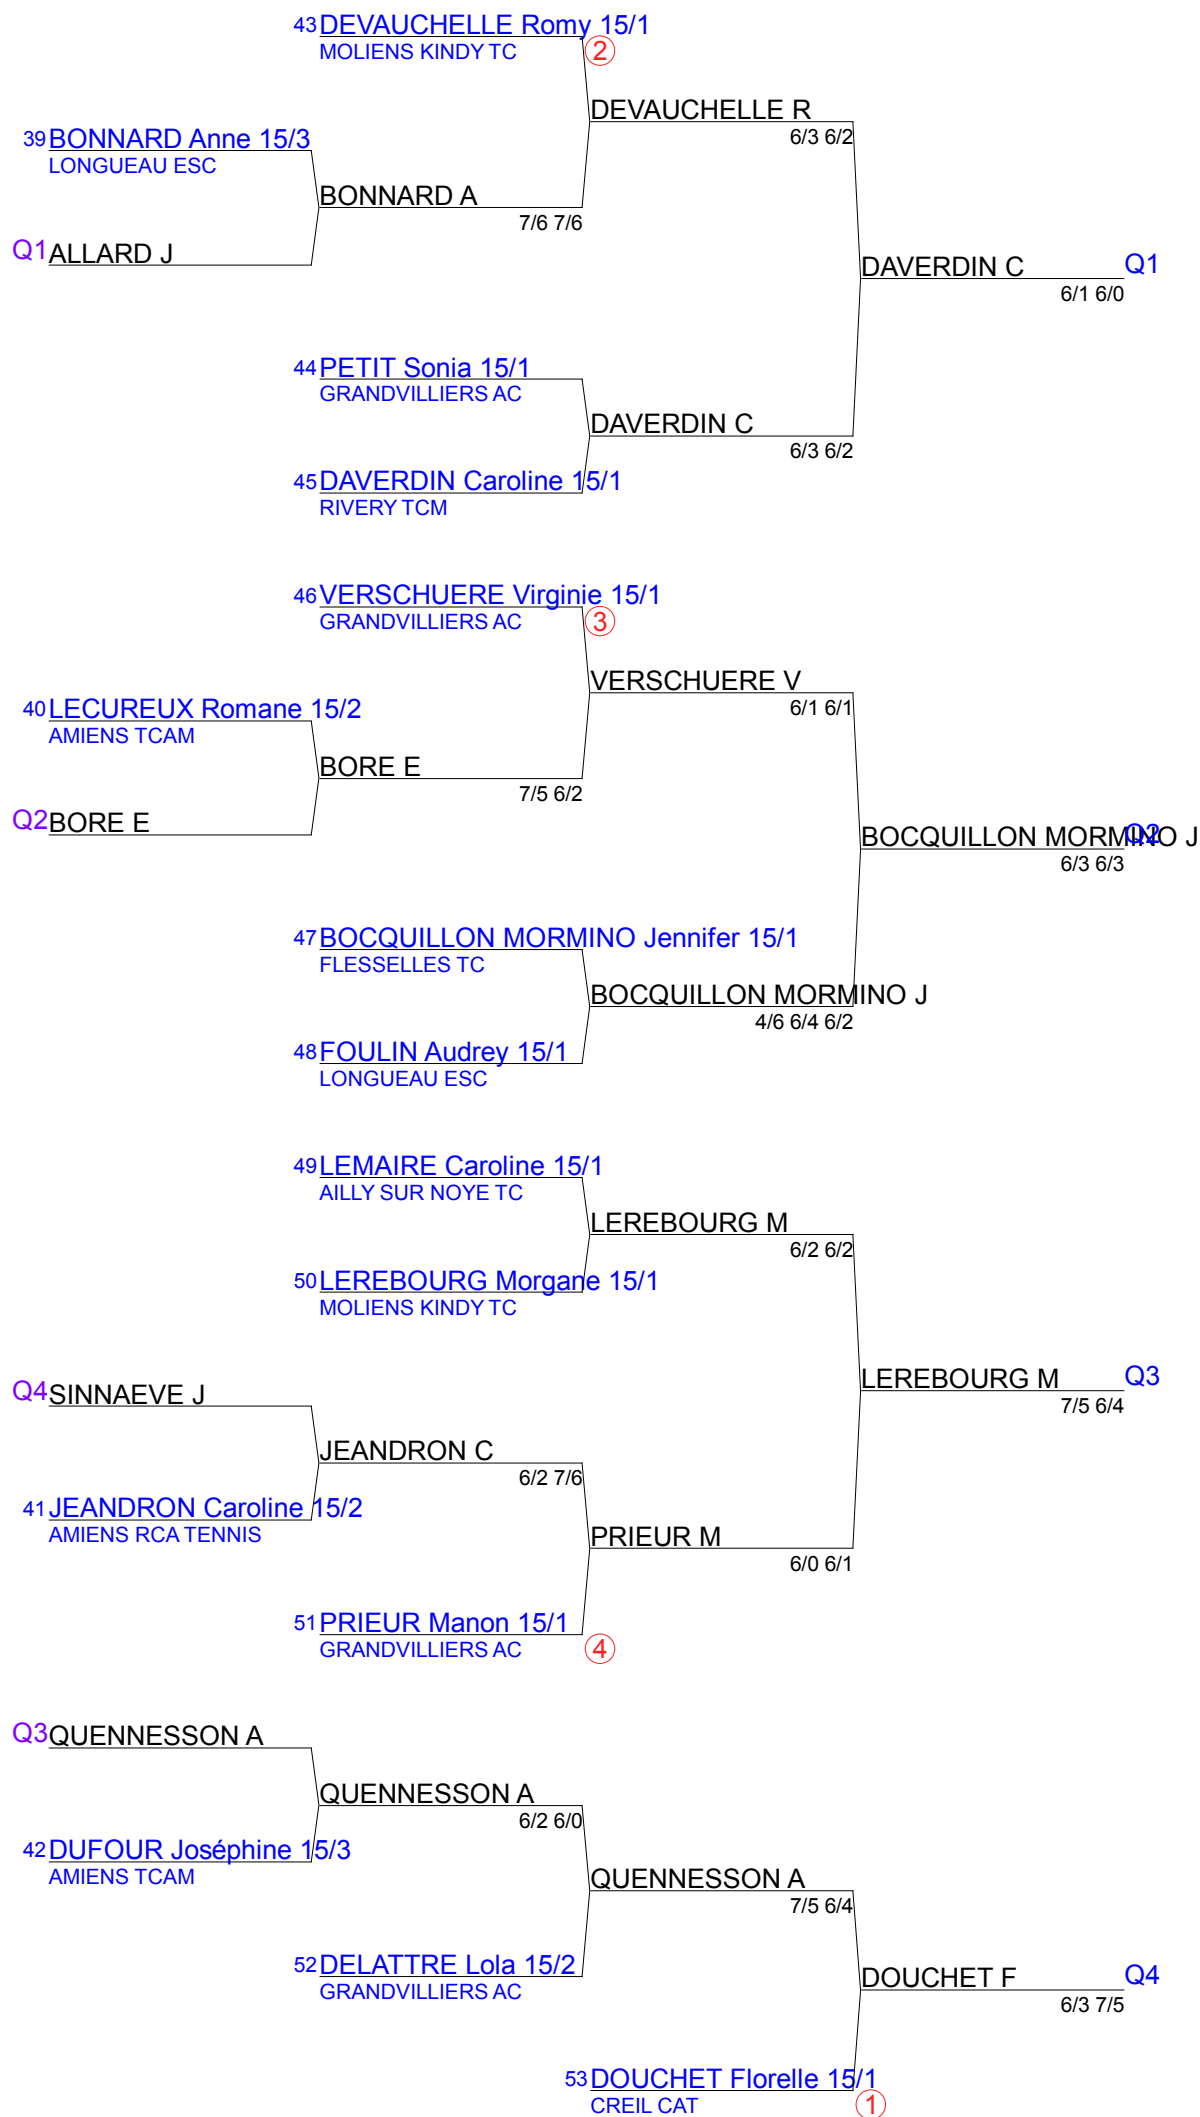 43 DEVAUCHELLE Romy 15/1
MOLIENS KINDY TC
2
DEVAUCHELLE R
6/3 6/2
39 BONNARD Anne 15/3
LONGUEAU ESC
BONNARD A
7/6 7/6
Q1 ALLARD J
DAVERDIN C Q1
6/1 6/0
44 PETIT Sonia 15/1
GRANDVILLIERS AC
DAVERDIN C
6/3 6/2
45 DAVERDIN Caroline 15/1
RIVERY TCM
46 VERSCHUERE Virginie 15/1
GRANDVILLIERS AC
3
VERSCHUERE V
6/1 6/1
40 LECUREUX Romane 15/2
AMIENS TCAM
BORE E
7/5 6/2
Q2 BORE E
BOCQUILLON MORMINO J Q2
6/3 6/3
47 BOCQUILLON MORMINO Jennifer 15/1
FLESSELLES TC
BOCQUILLON MORMINO J
4/6 6/4 6/2
48 FOULIN Audrey 15/1
LONGUEAU ESC
49 LEMAIRE Caroline 15/1
AILLY SUR NOYE TC
LEREBOURG M
6/2 6/2
50 LEREBOURG Morgane 15/1
MOLIENS KINDY TC
LEREBOURG M Q3
7/5 6/4
Q4 SINNAEVE J
JEANDRON C
6/2 7/6
41 JEANDRON Caroline 15/2
AMIENS RCA TENNIS
PRIEUR M
6/0 6/1
51 PRIEUR Manon 15/1
GRANDVILLIERS AC
4
Q3 QUENNESSON A
QUENNESSON A
6/2 6/0
42 DUFOUR Joséphine 15/3
AMIENS TCAM
QUENNESSON A
7/5 6/4
52 DELATTRE Lola 15/2
GRANDVILLIERS AC
DOUCHET F Q4
6/3 7/5
53 DOUCHET Florelle 15/1
CREIL CAT
1